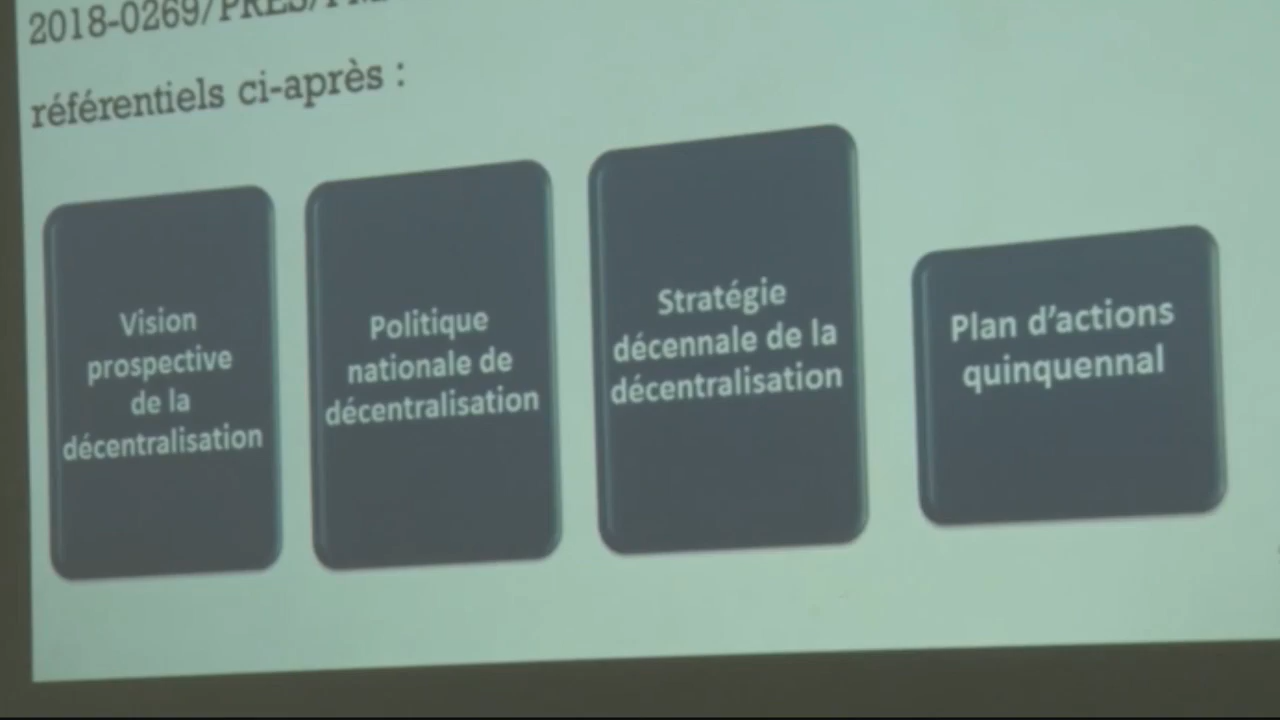 2018-0269/PRES/PM
référentiels ci-après :
Vision
prospective
de la
décentralisation
Politique
nationale de
décentralisation
Stratégie
décennale de la
décentralisation
Plan d'actions
quinquennal